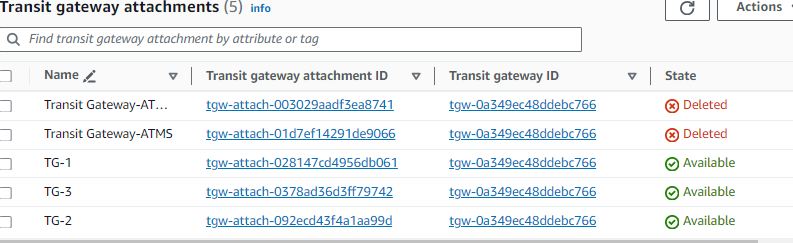 Transit gateway attachments (5) info
Actions
Find transit gateway attachment by attribute or tag
Name Transit gateway attachment ID Transit gateway ID State
Transit Gateway-AT... tgw-attach-003029aadf3ea8741 tgw-0a349ec48ddebc766 Deleted
Transit Gateway-ATMS tgw-attach-01d7ef14291de9066 tgw-0a349ec48ddebc766 Deleted
TG-1 tgw-attach-028147cd4956db061 tgw-0a349ec48ddebc766 Available
TG-3 tgw-attach-0378ad36d3ff79742 tgw-0a349ec48ddebc766 Available
TG-2 tgw-attach-092ecd43f4a1aa99d tgw-0a349ec48ddebc766 Available